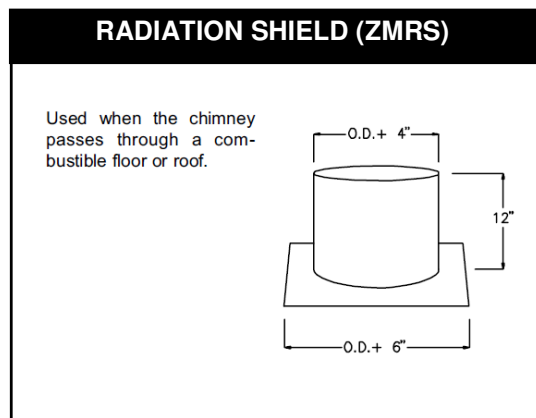 RADIATION SHIELD (ZMRS)
Used when the chimney
passes through a com-
bustible floor or roof.
O.D.+ 4"
12"
O.D.+ 6"